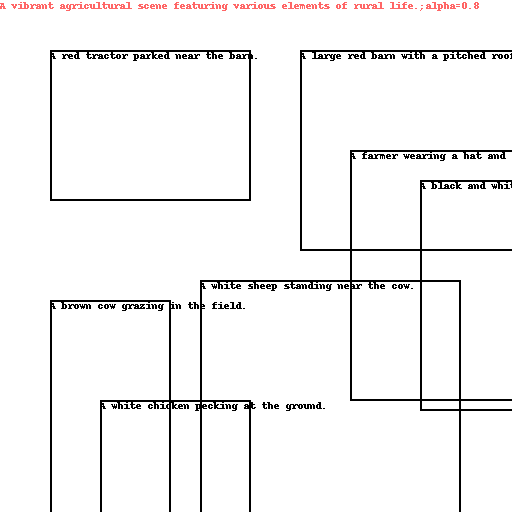 A vibrant agricultural scene featuring various elements of rural life.;alpha=0.8
A red tractor parked near the barn.
A large red barn with a pitched roof
A farmer wearing a hat and
A black and whit
A white sheep standing near the cow.
A brown cow grazing in the field.
A white chicken pecking at the ground.